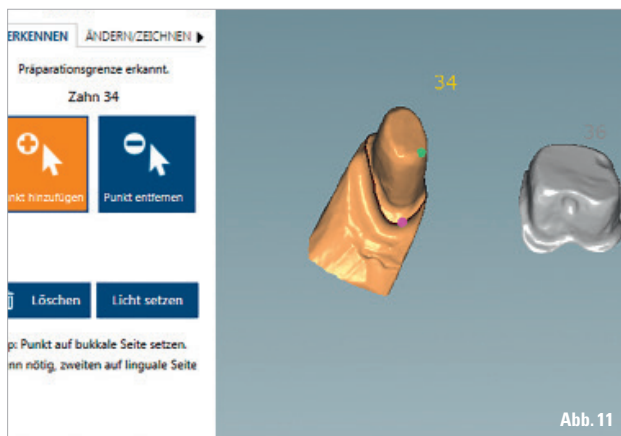 ERKENNEN ÄNDERN/ZEICHNEN
Präparationsgrenze erkannt.
Zahn 34
nkt hinzufügen Punkt entfernen
Löschen Licht setzen
p: Punkt auf bukkale Seite setzen.
nn nötig, zweiten auf linguale Seite
34
36
Abb. 11